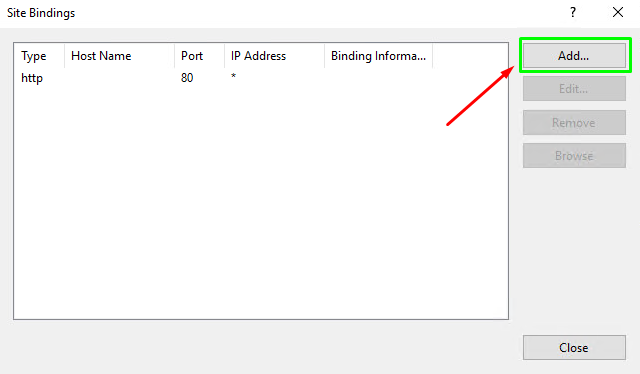 Site Bindings ?
Type Host Name Port IP Address Binding Informa...
http 80 *
Add...
Edit...
Remove
Browse
Close